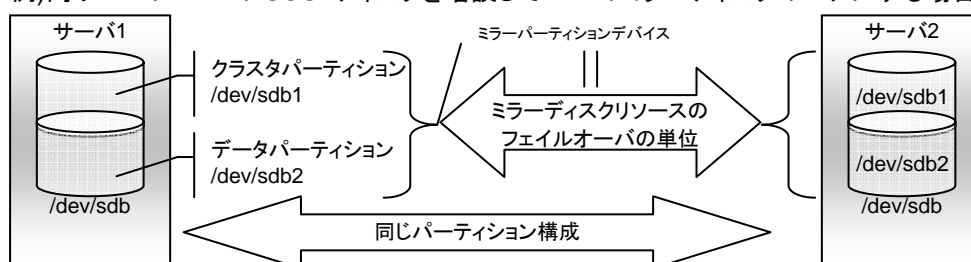 サーバ1
サーバ2
ミラーパーティションデバイス
クラスタパーティション
/dev/sdb1
ミラーディスクリソースの
フェイルオーバの単位
データパーティション
/dev/sdb2
/dev/sdb
/dev/sdb1
/dev/sdb2
/dev/sdb
同じパーティション構成